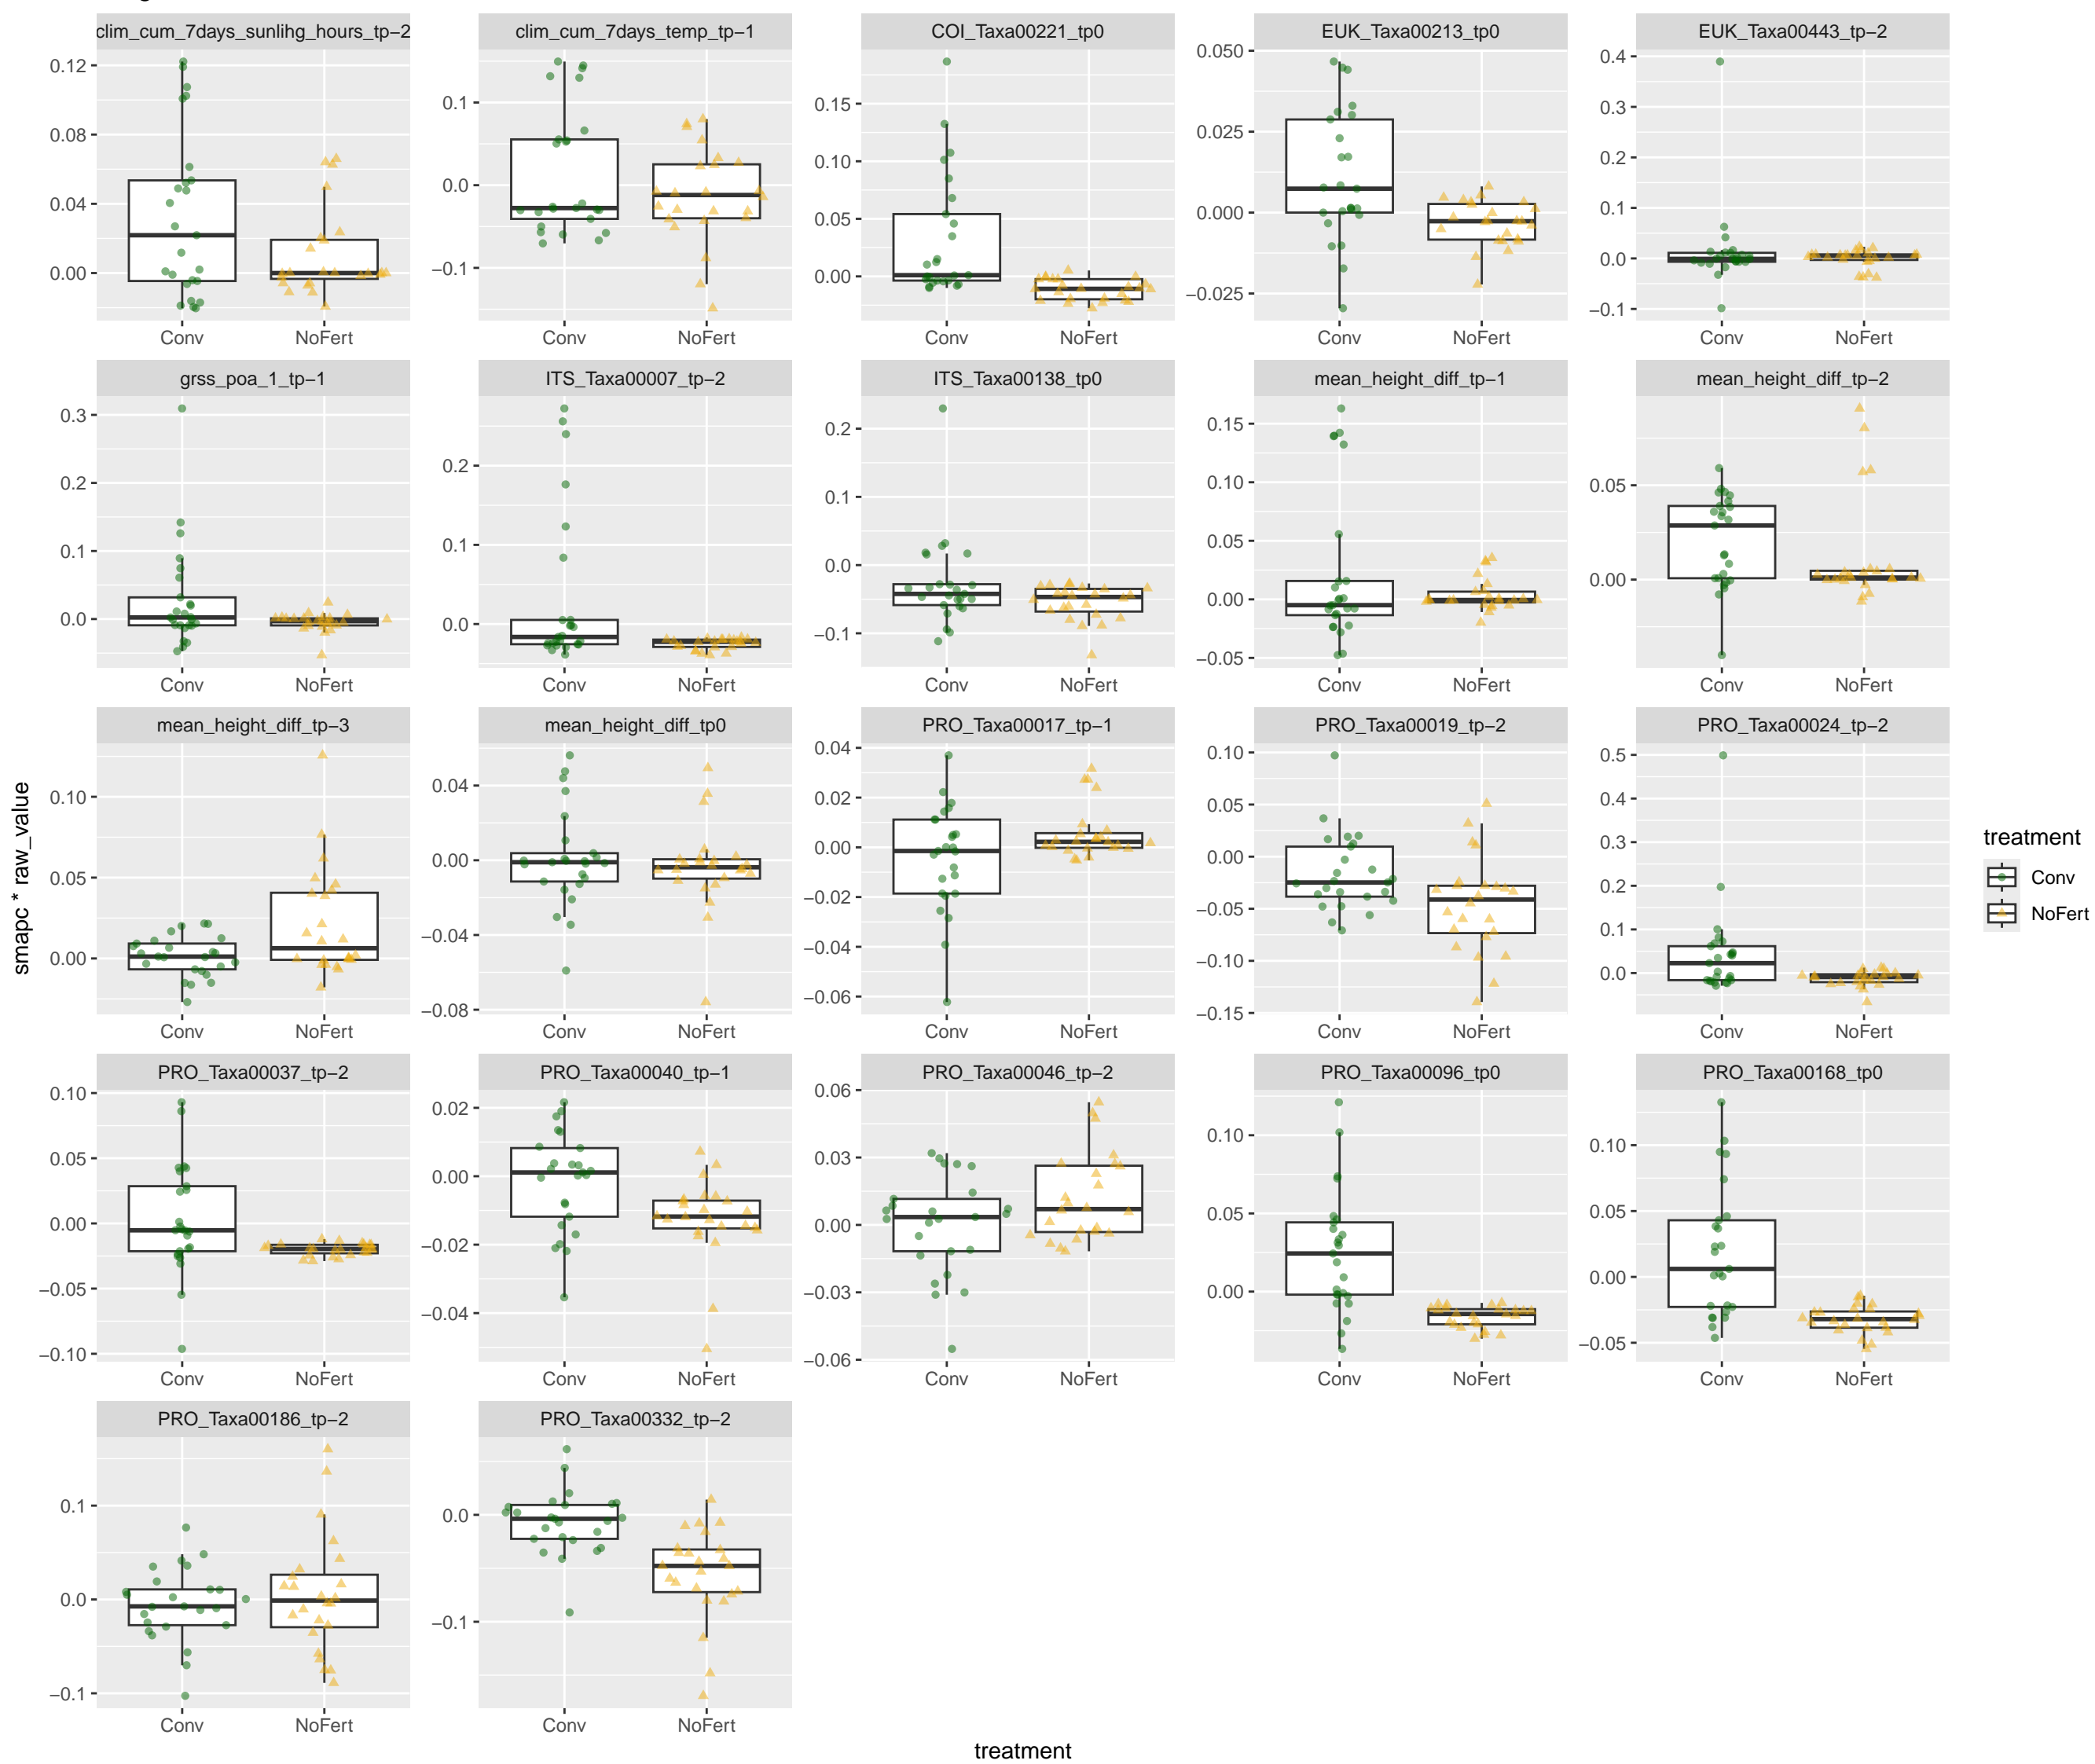 clim_cum_7days_sunlihg_hours_tp−2 clim_cum_7days_temp_tp−1 COI_Taxa00221_tp0 EUK_Taxa00213_tp0 EUK_Taxa00443_tp−2
0.12 0.08 0.04 0.00
0.1 0.0 −0.1
0.15 0.10 0.05 0.00
0.050 0.025 0.000 −0.025
0.4 0.3 0.2 0.1 0.0 −0.1
Conv NoFert Conv NoFert Conv NoFert Conv NoFert Conv NoFert
grss_poa_1_tp−1 ITS_Taxa00007_tp−2 ITS_Taxa00138_tp0 mean_height_diff_tp−1 mean_height_diff_tp−2
0.3 0.2 0.1 0.0
0.2 0.1 0.0
0.2 0.1 0.0 −0.1
0.15 0.10 0.05 0.00 −0.05
0.05 0.00
Conv NoFert Conv NoFert Conv NoFert Conv NoFert Conv NoFert
mean_height_diff_tp−3 mean_height_diff_tp0 PRO_Taxa00017_tp−1 PRO_Taxa00019_tp−2 PRO_Taxa00024_tp−2
0.10 0.05 0.00
0.04 0.00 −0.04 −0.08
0.04 0.02 0.00 −0.02 −0.04 −0.06
0.10 0.05 0.00 −0.05 −0.10 −0.15
0.5 0.4 0.3 0.2 0.1 0.0
Conv NoFert Conv NoFert Conv NoFert Conv NoFert Conv NoFert
smapc * raw_value
PRO_Taxa00037_tp−2 PRO_Taxa00040_tp−1 PRO_Taxa00046_tp−2 PRO_Taxa00096_tp0 PRO_Taxa00168_tp0
0.10 0.05 0.00 −0.05 −0.10
0.02 0.00 −0.02 −0.04
0.06 0.03 0.00 −0.03 −0.06
0.10 0.05 0.00
0.10 0.05 0.00 −0.05
Conv NoFert Conv NoFert Conv NoFert Conv NoFert Conv NoFert
PRO_Taxa00186_tp−2 PRO_Taxa00332_tp−2
0.1 0.0 −0.1
0.0 −0.1
Conv NoFert Conv NoFert
treatment
treatment
Conv
NoFert